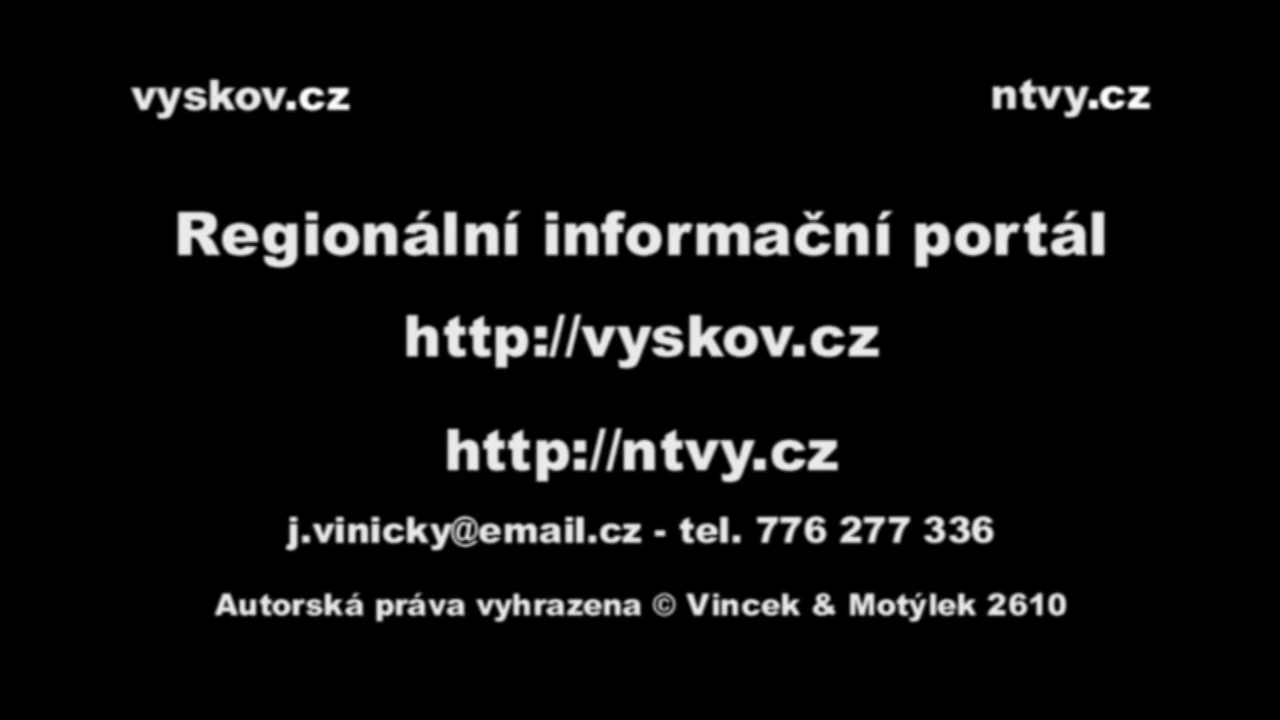 vyskov.cz ntvy.cz
Regionální informační portál
http://vyskov.cz
http://ntvy.cz
j.vinicky@email.cz - tel. 776 277 336
Autorská práva vyhrazena © Vincek & Motýlek 2610